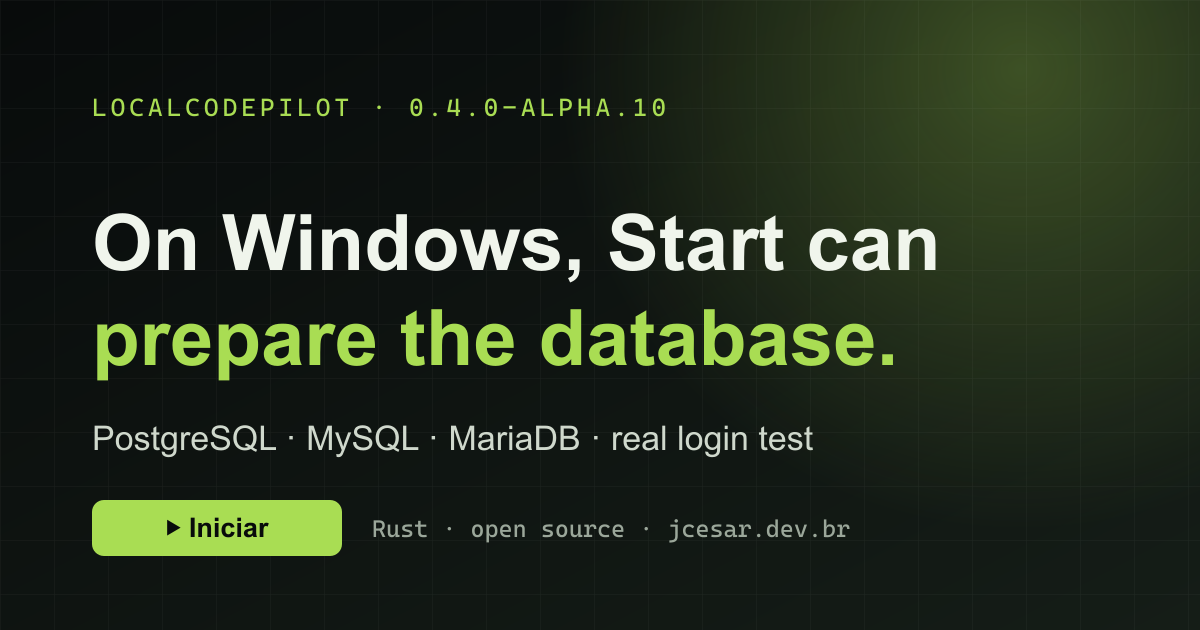 LOCALCODEPILOT · 0.4.0-ALPHA.10
On Windows, Start can
prepare the database.
PostgreSQL · MySQL · MariaDB · real login test
▶ Iniciar
Rust · open source · jcesar.dev.br